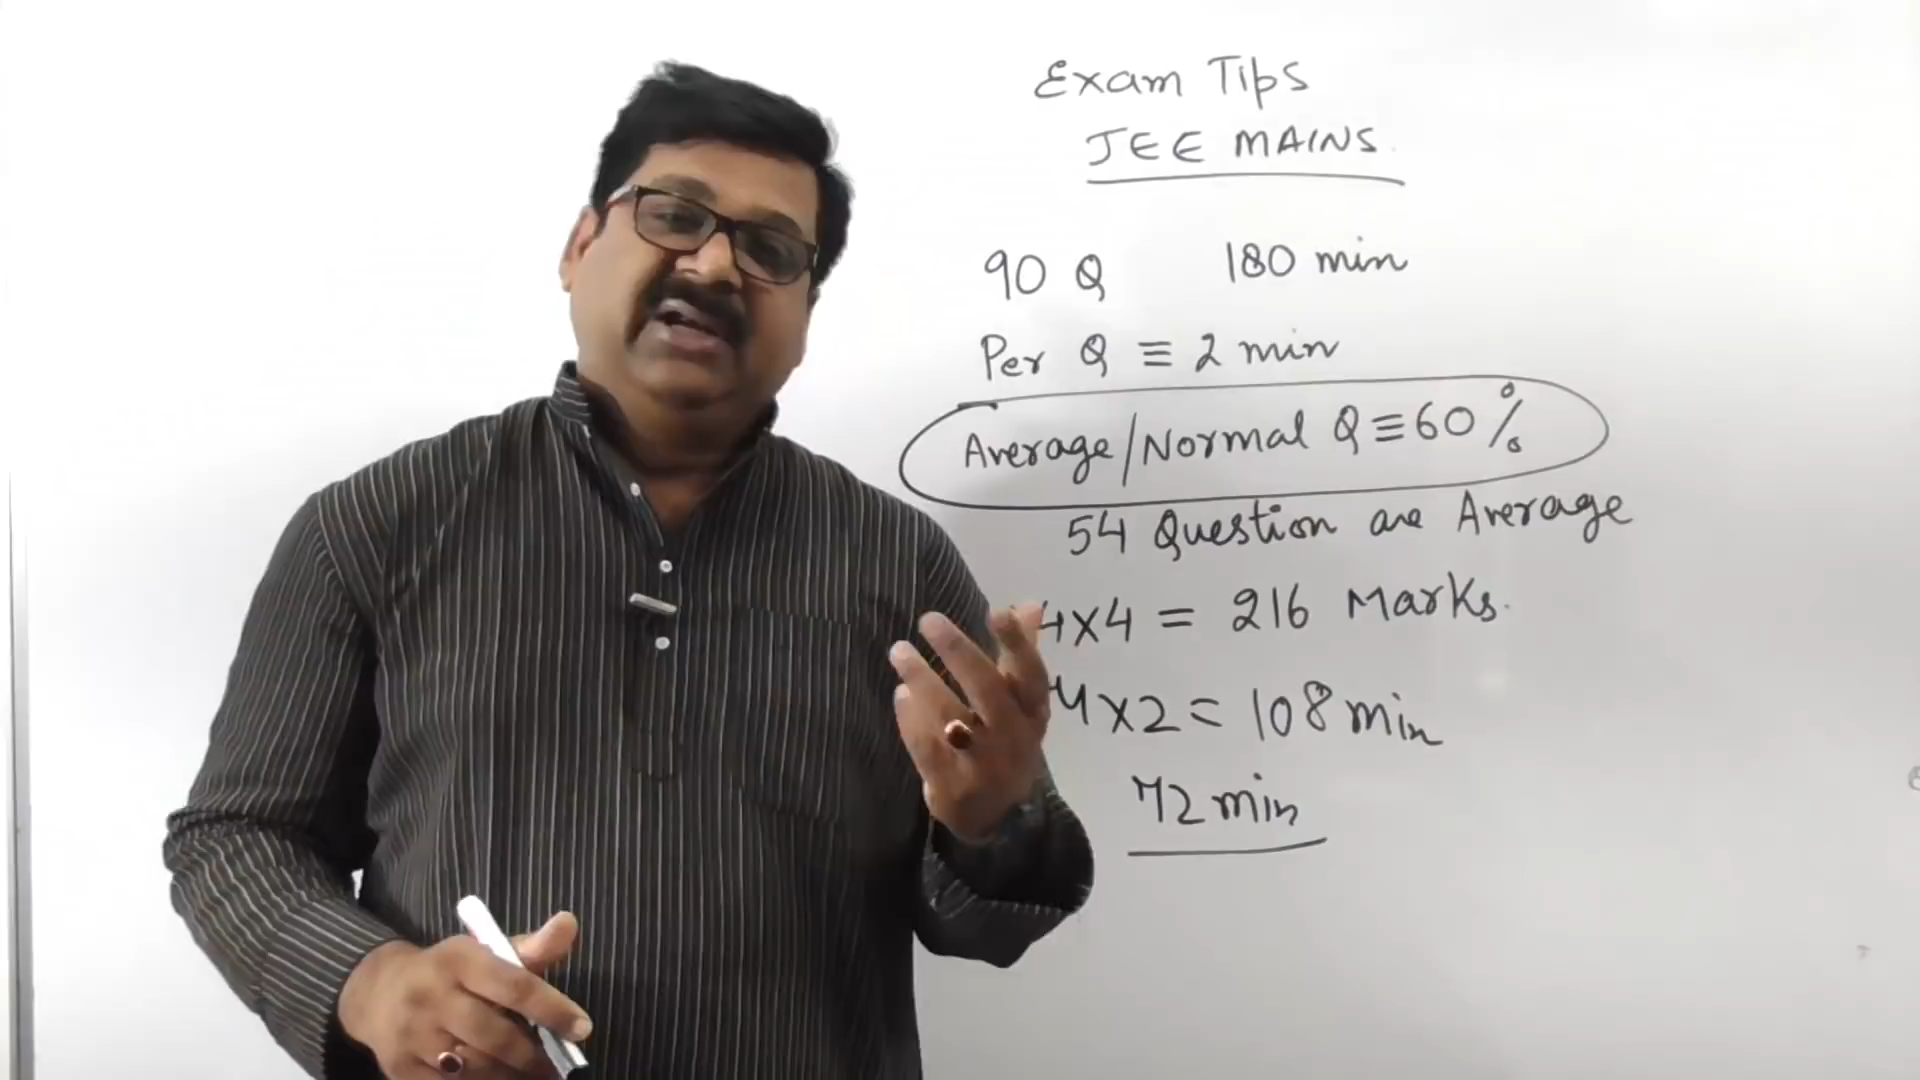 Exam Tips
JEE MAINS.
90 Q 180 min
Per Q ≡ 2 min
Average/Normal Q ≡ 60 %
54 Question are Average
4x4 = 216 Marks.
4x2 = 108 min
72 min